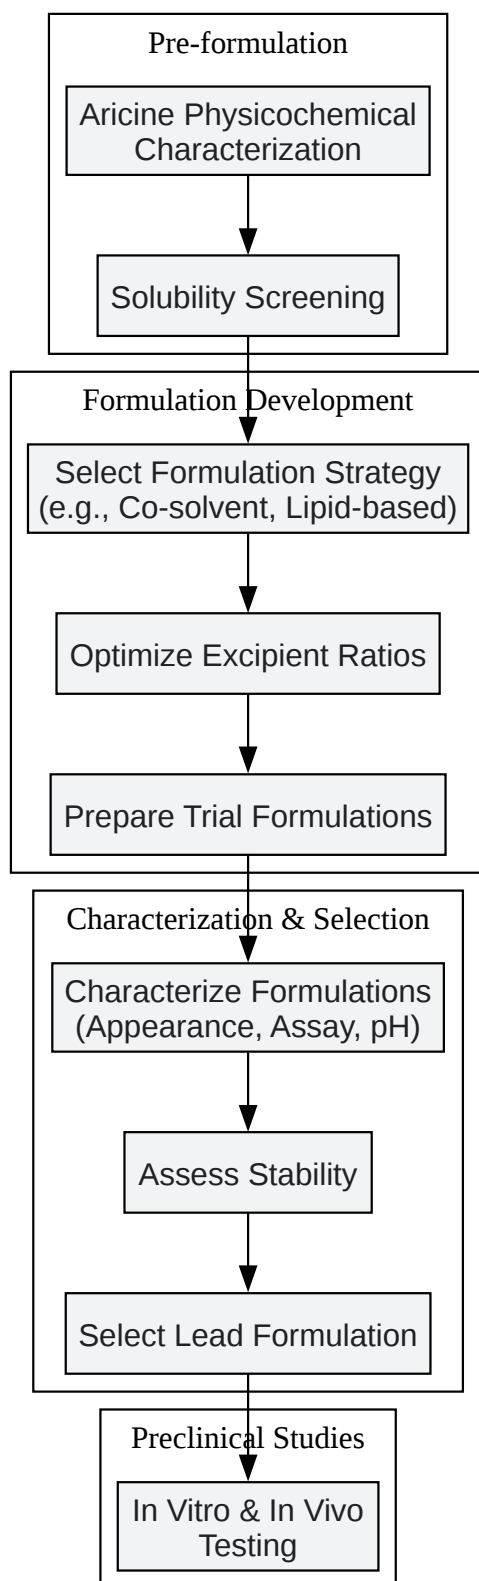 Pre-formulation
Aricine Physicochemical
Characterization
Solubility Screening
Formulation Development
Select Formulation Strategy
(e.g., Co-solvent, Lipid-based)
Optimize Excipient Ratios
Prepare Trial Formulations
Characterization & Selection
Characterize Formulations
(Appearance, Assay, pH)
Assess Stability
Select Lead Formulation
Preclinical Studies
In Vitro & In Vivo
Testing